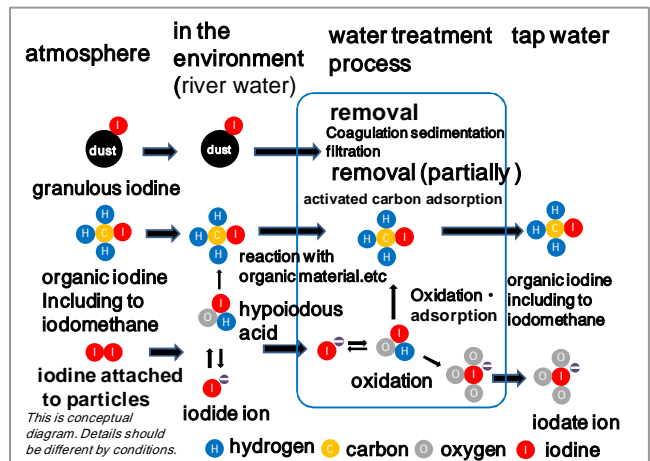 atmosphere
in the
environment
(river water)
water treatment
process
tap water
I
dust
I
dust
removal
Coagulation sedimentation
filtration
removal (partially)
activated carbon adsorption
granulous iodine
H
H C I
H
H
H C I
H
H
H C I
H
H
H C I
H
reaction with
organic material.etc
organic iodine
Including to
iodomethane
I
O H
hypoiodous
acid
Oxidation・
adsorption
organic iodine
including to
iodomethane
I I
I −
I −
I
O H
oxidation
O
O I −
O
O
O I −
O
iodine attached
to particles
iodide ion
iodate ion
This is conceptual
diagram. Details should
be different by conditions.
H hydrogen C carbon O oxygen I iodine